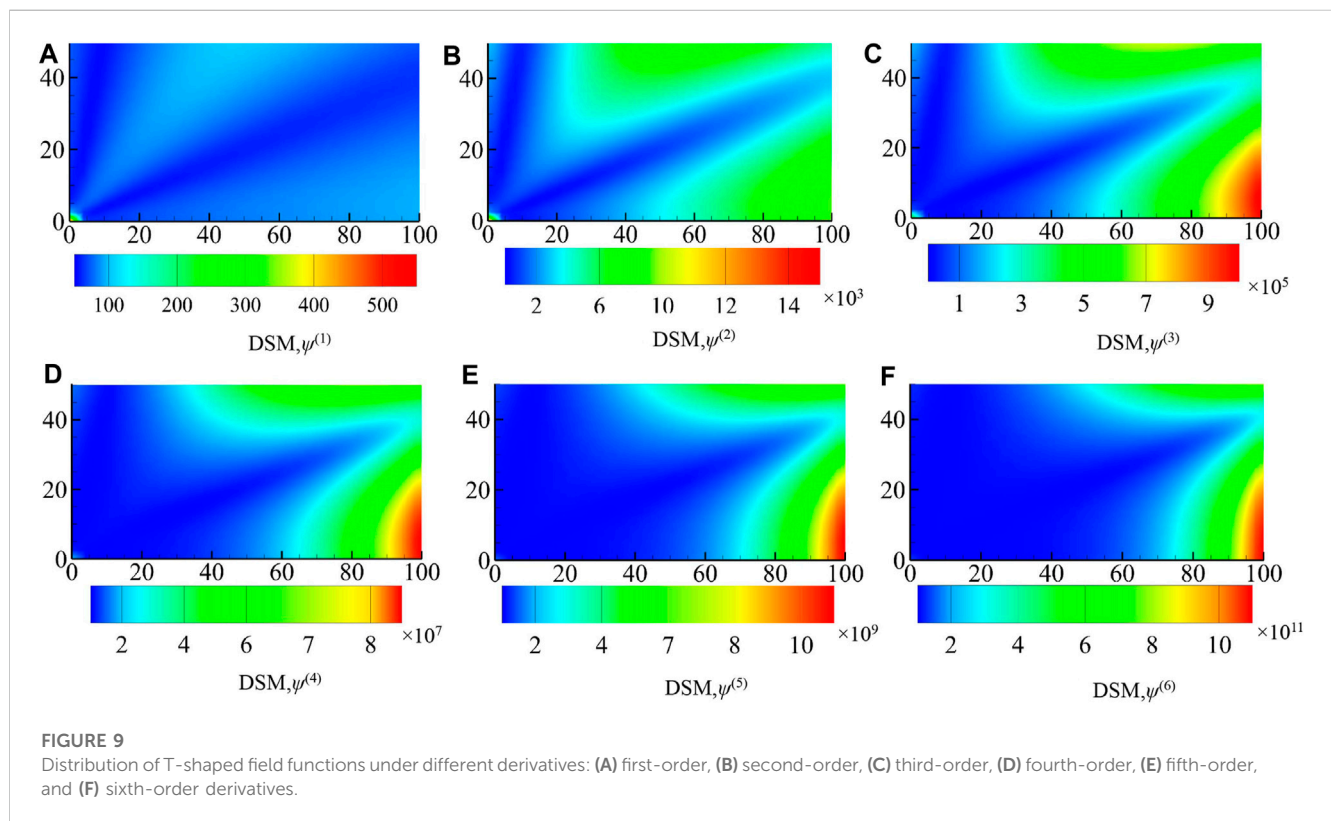 A
B
C
40
20
0
0 20 40 60 80 100
100 200 300 400 500
DSM,ψ(1)
40
20
0
0 20 40 60 80 100
2 6 10 12 14 ×10³
DSM,ψ(2)
40
20
0
0 20 40 60 80 100
1 3 5 7 9 ×10⁵
DSM,ψ(3)
D
E
F
40
20
0
0 20 40 60 80 100
2 4 6 7 8 ×10⁷
DSM,ψ(4)
40
20
0
0 20 40 60 80 100
2 4 7 8 10 ×10⁹
DSM,ψ(5)
40
20
0
0 20 40 60 80 100
2 4 6 8 10 ×10¹¹
DSM,ψ(6)
FIGURE 9
Distribution of T-shaped field functions under different derivatives: (A) first-order, (B) second-order, (C) third-order, (D) fourth-order, (E) fifth-order,
and (F) sixth-order derivatives.